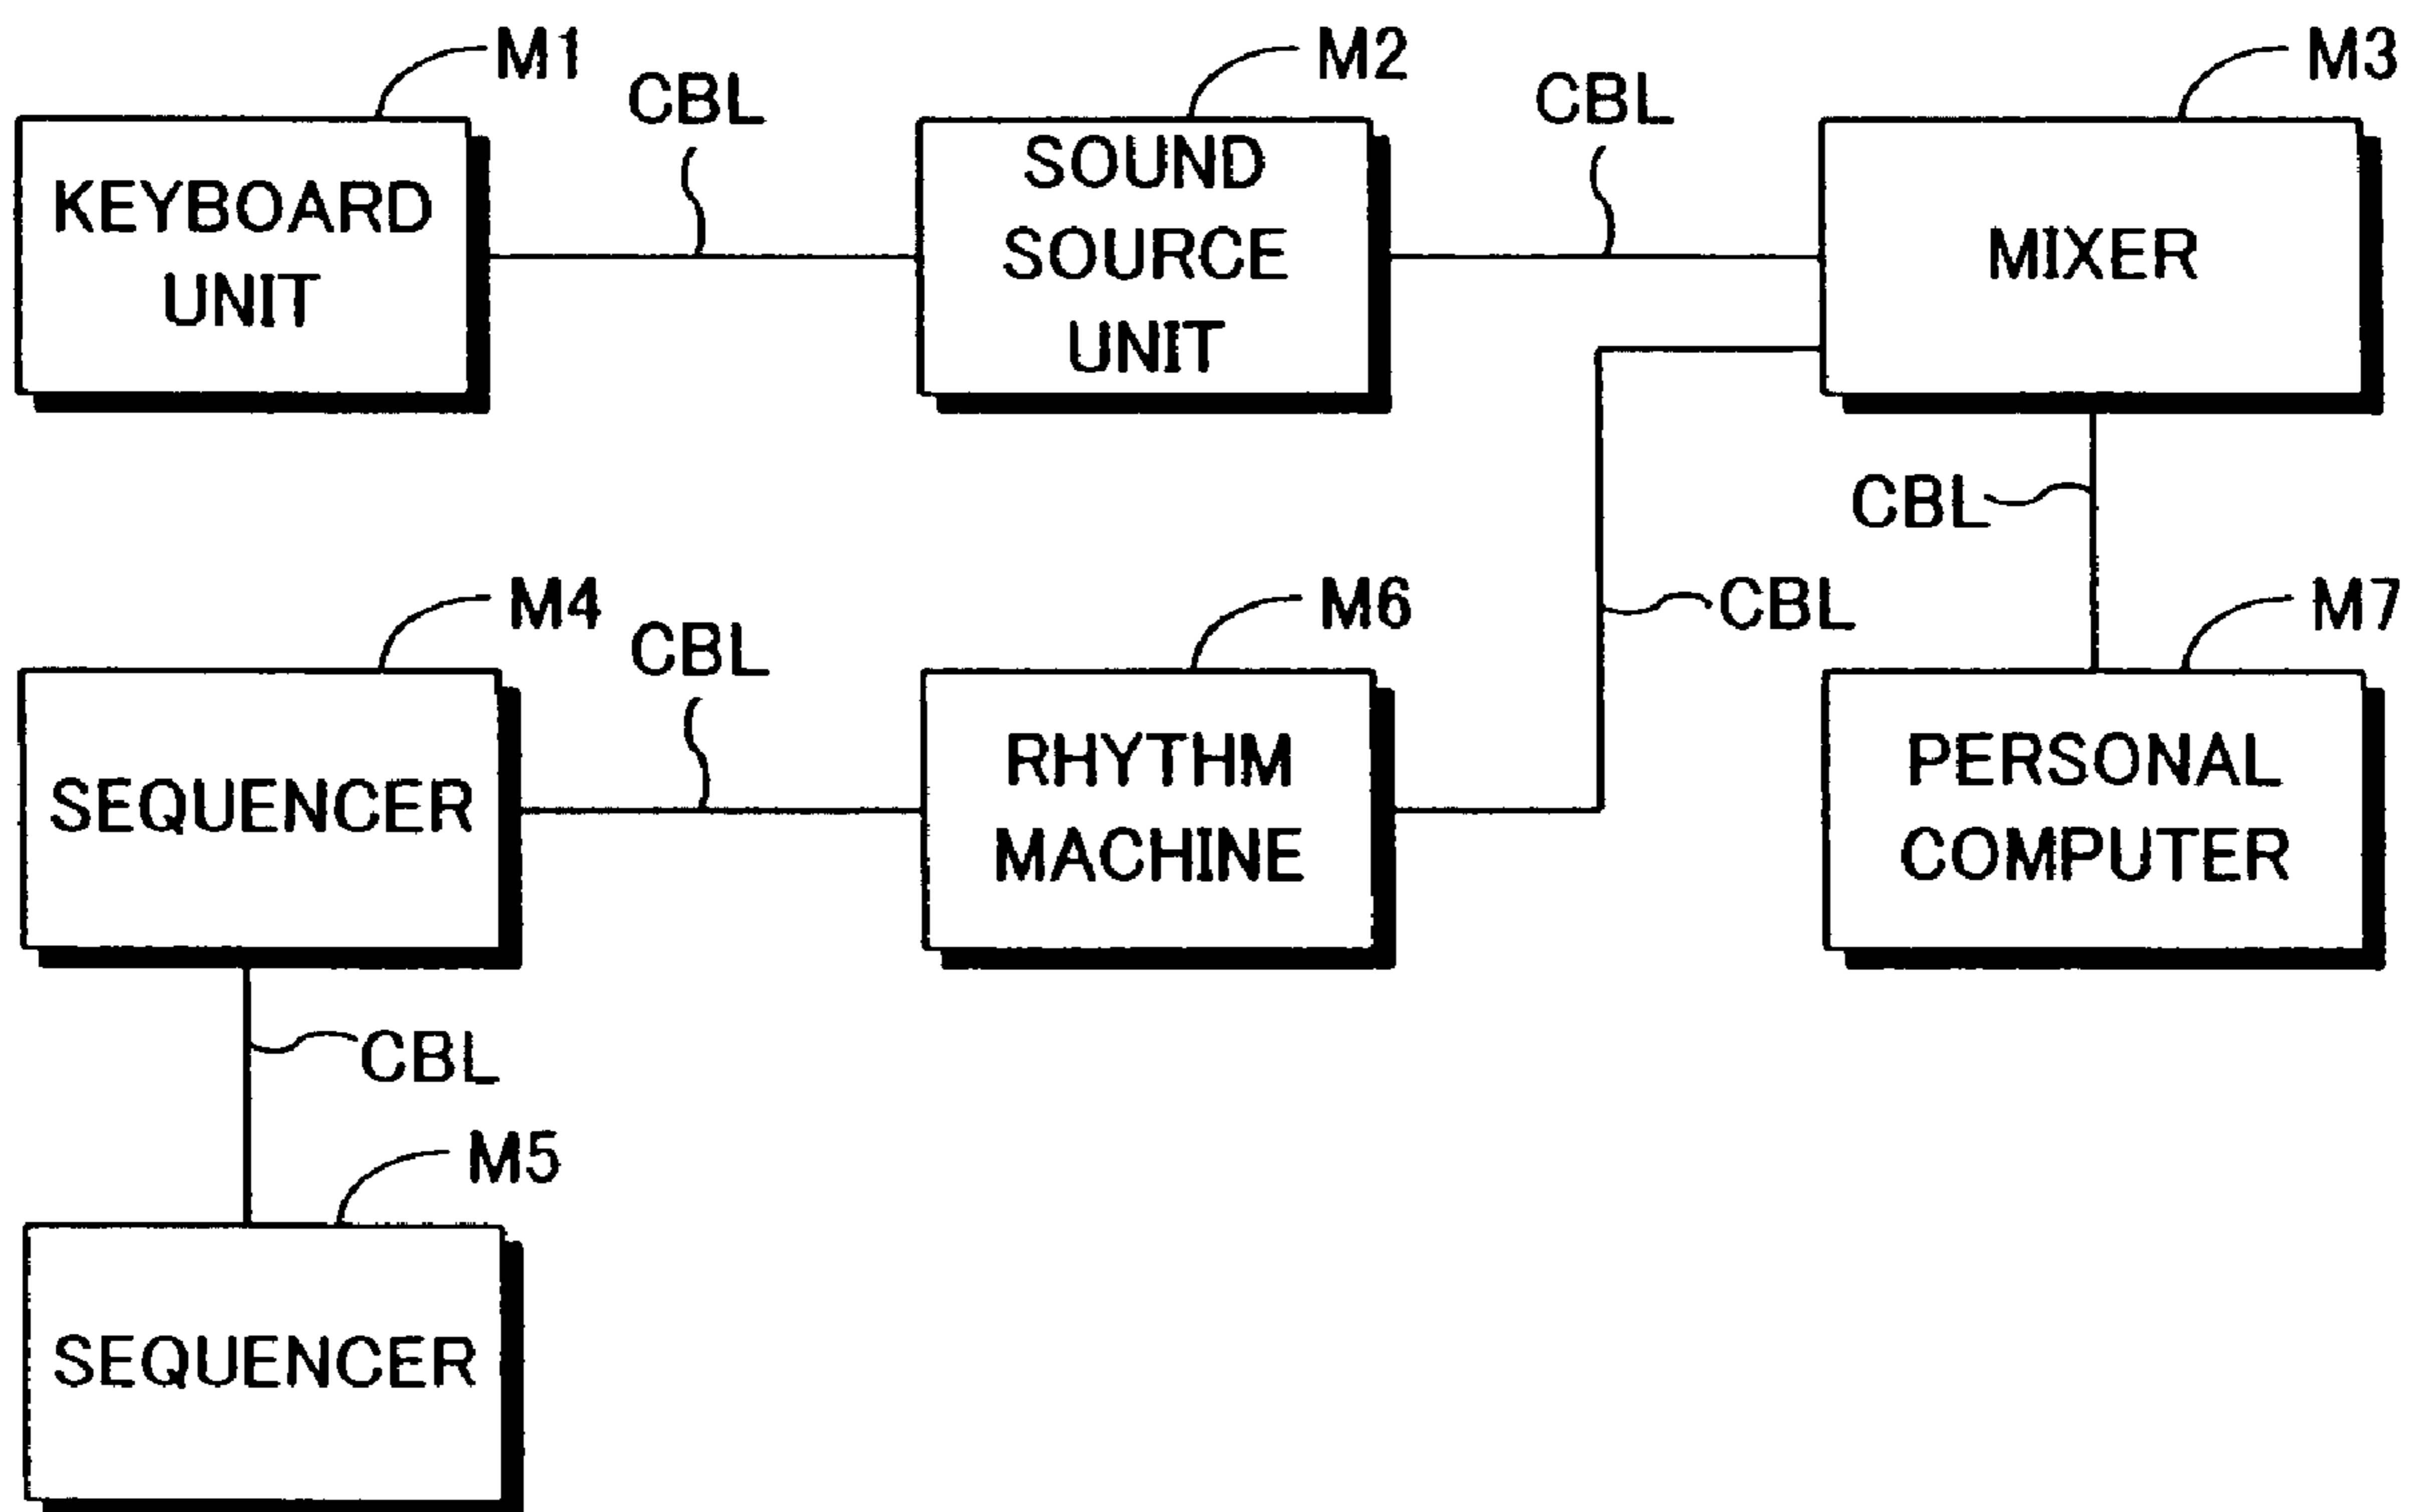 M1
CBL
M2
CBL
M3
KEYBOARD
UNIT
SOUND
SOURCE
UNIT
MIXER
CBL
M4
CBL
M6
CBL
M7
SEQUENCER
RHYTHM
MACHINE
PERSONAL
COMPUTER
CBL
M5
SEQUENCER